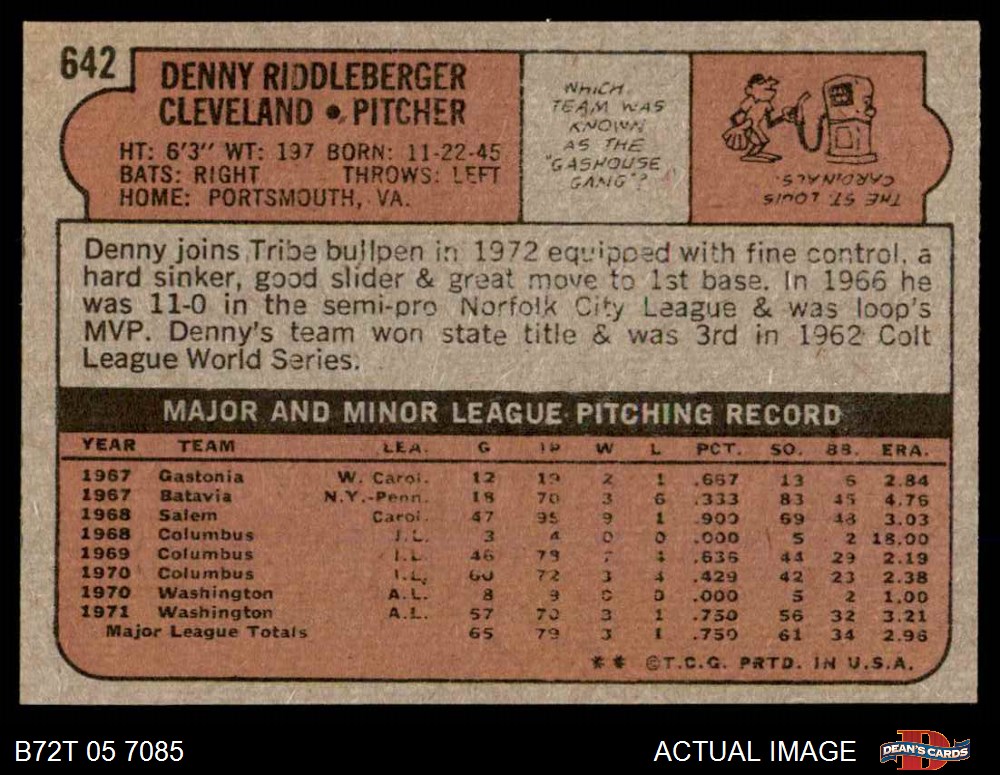 642
DENNY RIDDLEBERGER
CLEVELAND • PITCHER
HT: 6'3" WT: 197 BORN: 11-22-45
BATS: RIGHT THROWS: LEFT
HOME: PORTSMOUTH, VA.
WHICH
TEAM WAS
KNOWN
AS THE
"GASHOUSE
GANG"?
THE ST. LOUIS
CARDINALS.
Denny joins Tribe bullpen in 1972 equipped with fine control, a
hard sinker, good slider & great move to 1st base. In 1966 he
was 11-0 in the semi-pro Norfolk City League & was loop's
MVP. Denny's team won state title & was 3rd in 1962 Colt
League World Series.
MAJOR AND MINOR LEAGUE PITCHING RECORD
YEAR TEAM LEA. G IP W L PCT. SO. BB. ERA.
1967 Gastonia W. Carol. 12 19 2 1 .667 13 6 2.84
1967 Batavia N.Y.-Penn. 18 70 3 6 .333 83 45 4.76
1968 Salem Carol. 47 95 9 1 .900 69 48 3.03
1968 Columbus I.L. 3 4 0 0 .000 5 2 18.00
1969 Columbus I.L. 46 79 7 4 .636 44 29 2.19
1970 Columbus I.L. 60 72 3 4 .429 42 23 2.38
1970 Washington A.L. 8 9 0 0 .000 5 2 1.00
1971 Washington A.L. 57 70 3 1 .750 56 32 3.21
Major League Totals 65 79 3 1 .750 61 34 2.96
** ©T.C.G. PRTD. IN U.S.A.
B72T 05 7085
ACTUAL IMAGE
DEAN'S CARDS